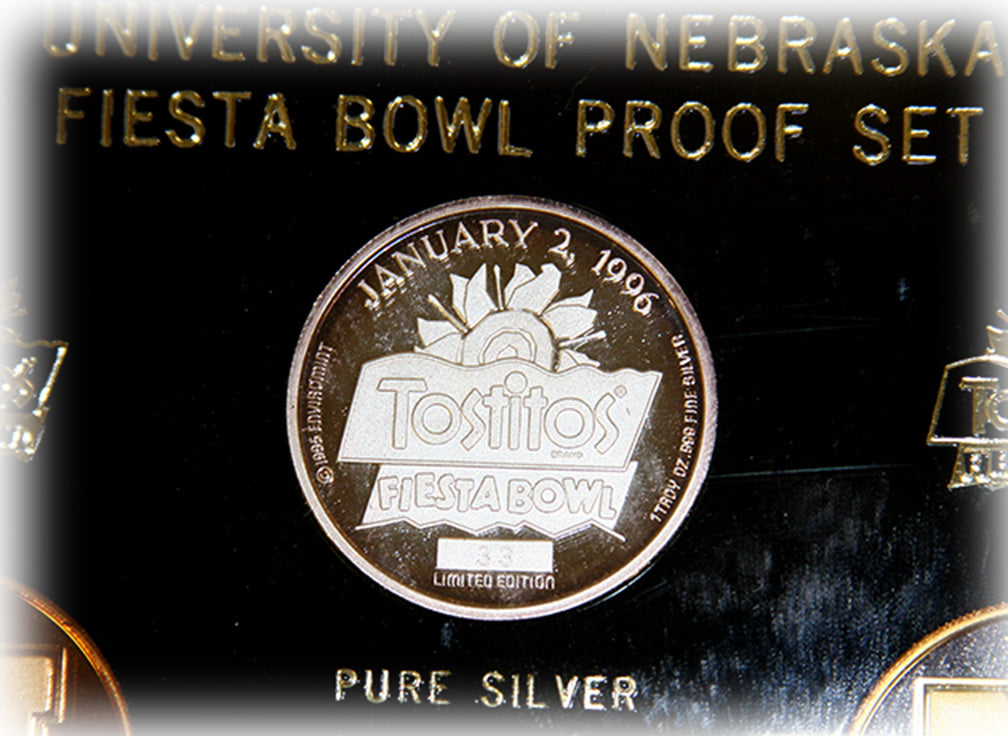 UNIVERSITY OF NEBRASKA
FIESTA BOWL PROOF SET
JANUARY 2, 1996
©1995 ENVIROMINT
1 TROY OZ .999 FINE SILVER
TOSTITOS®
BRAND
FIESTA BOWL
33
LIMITED EDITION
PURE SILVER